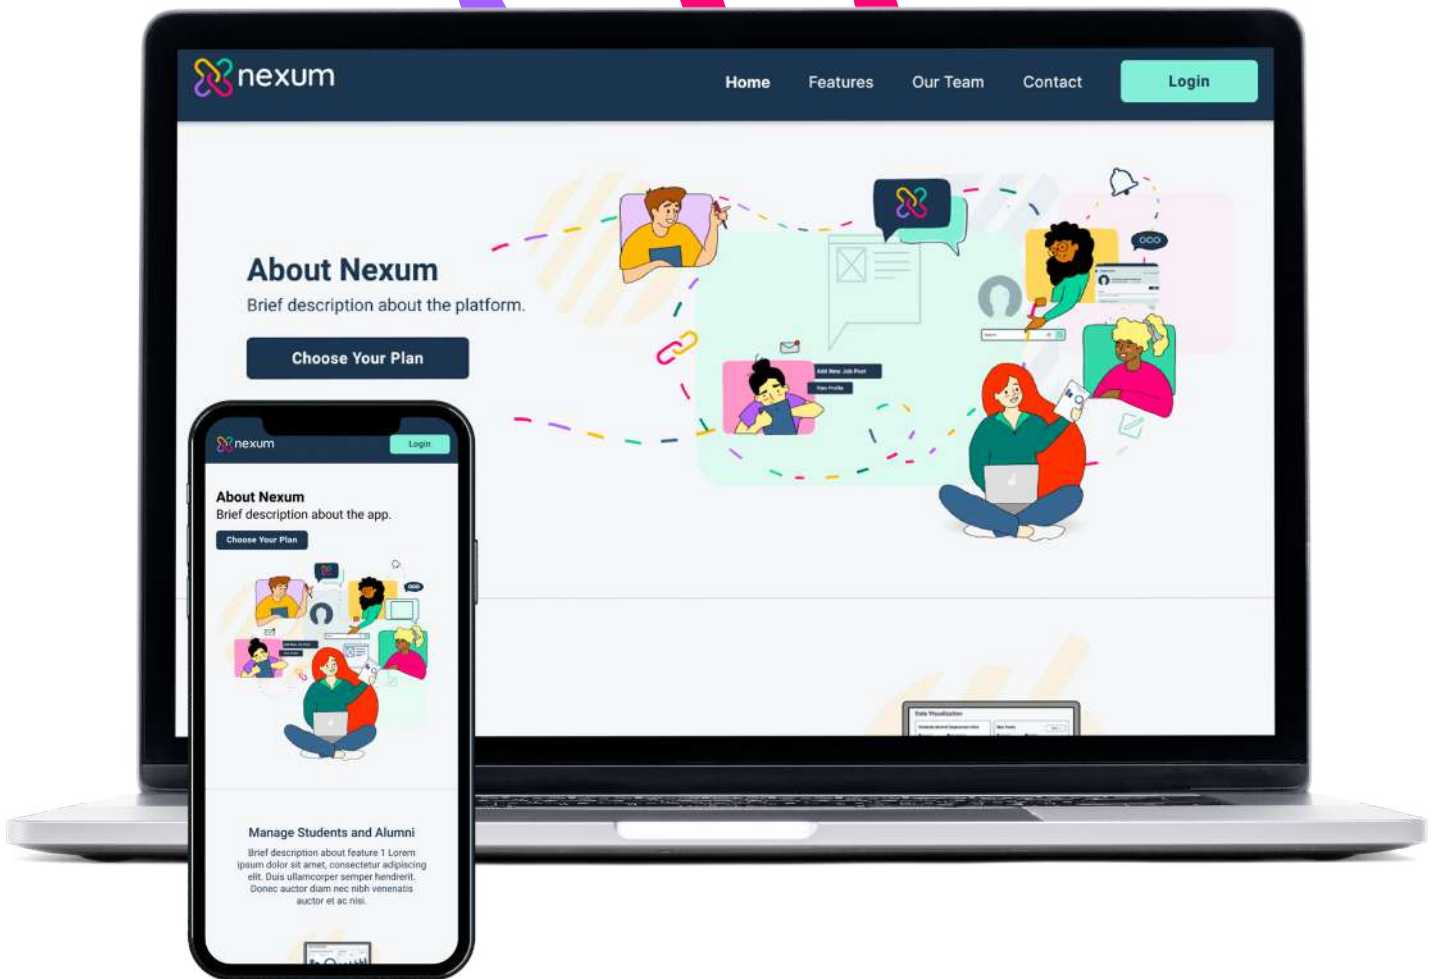 nexum
Home Features Our Team Contact Login
About Nexum
Brief description about the platform.
Choose Your Plan
Add New Job Post
View Profile
Data Visualization
nexum Login
About Nexum
Brief description about the app.
Choose Your Plan
Manage Students and Alumni
Brief description about feature 1 Lorem
ipsum dolor sit amet, consectetur adipiscing
elit. Duis ullamcorper semper hendrerit.
Donec auctor diam nec nibh venenatis
auctor et ac nisi.